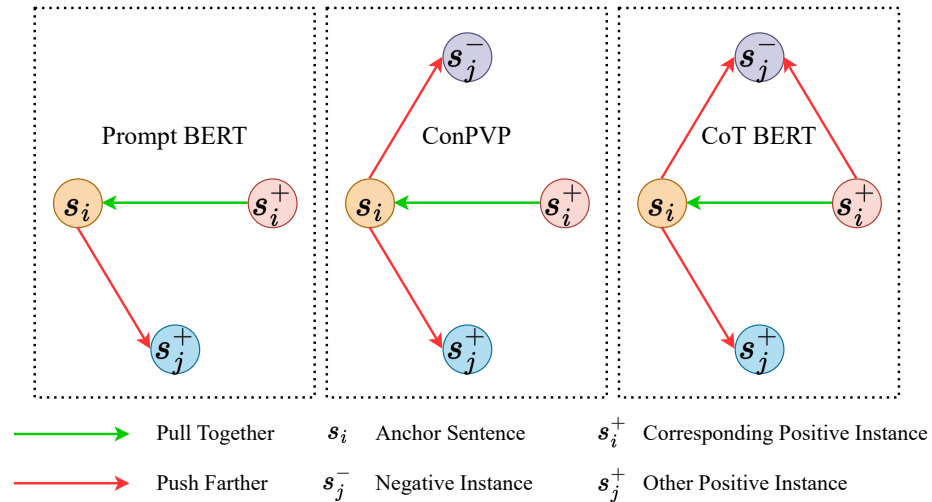 s_j^- s_j^-
Prompt BERT ConPVP CoT BERT
s_i s_i^+ s_i s_i^+ s_i s_i^+
s_j^+ s_j^+ s_j^+
Pull Together s_i Anchor Sentence s_i^+ Corresponding Positive Instance
Push Farther s_j^- Negative Instance s_j^+ Other Positive Instance